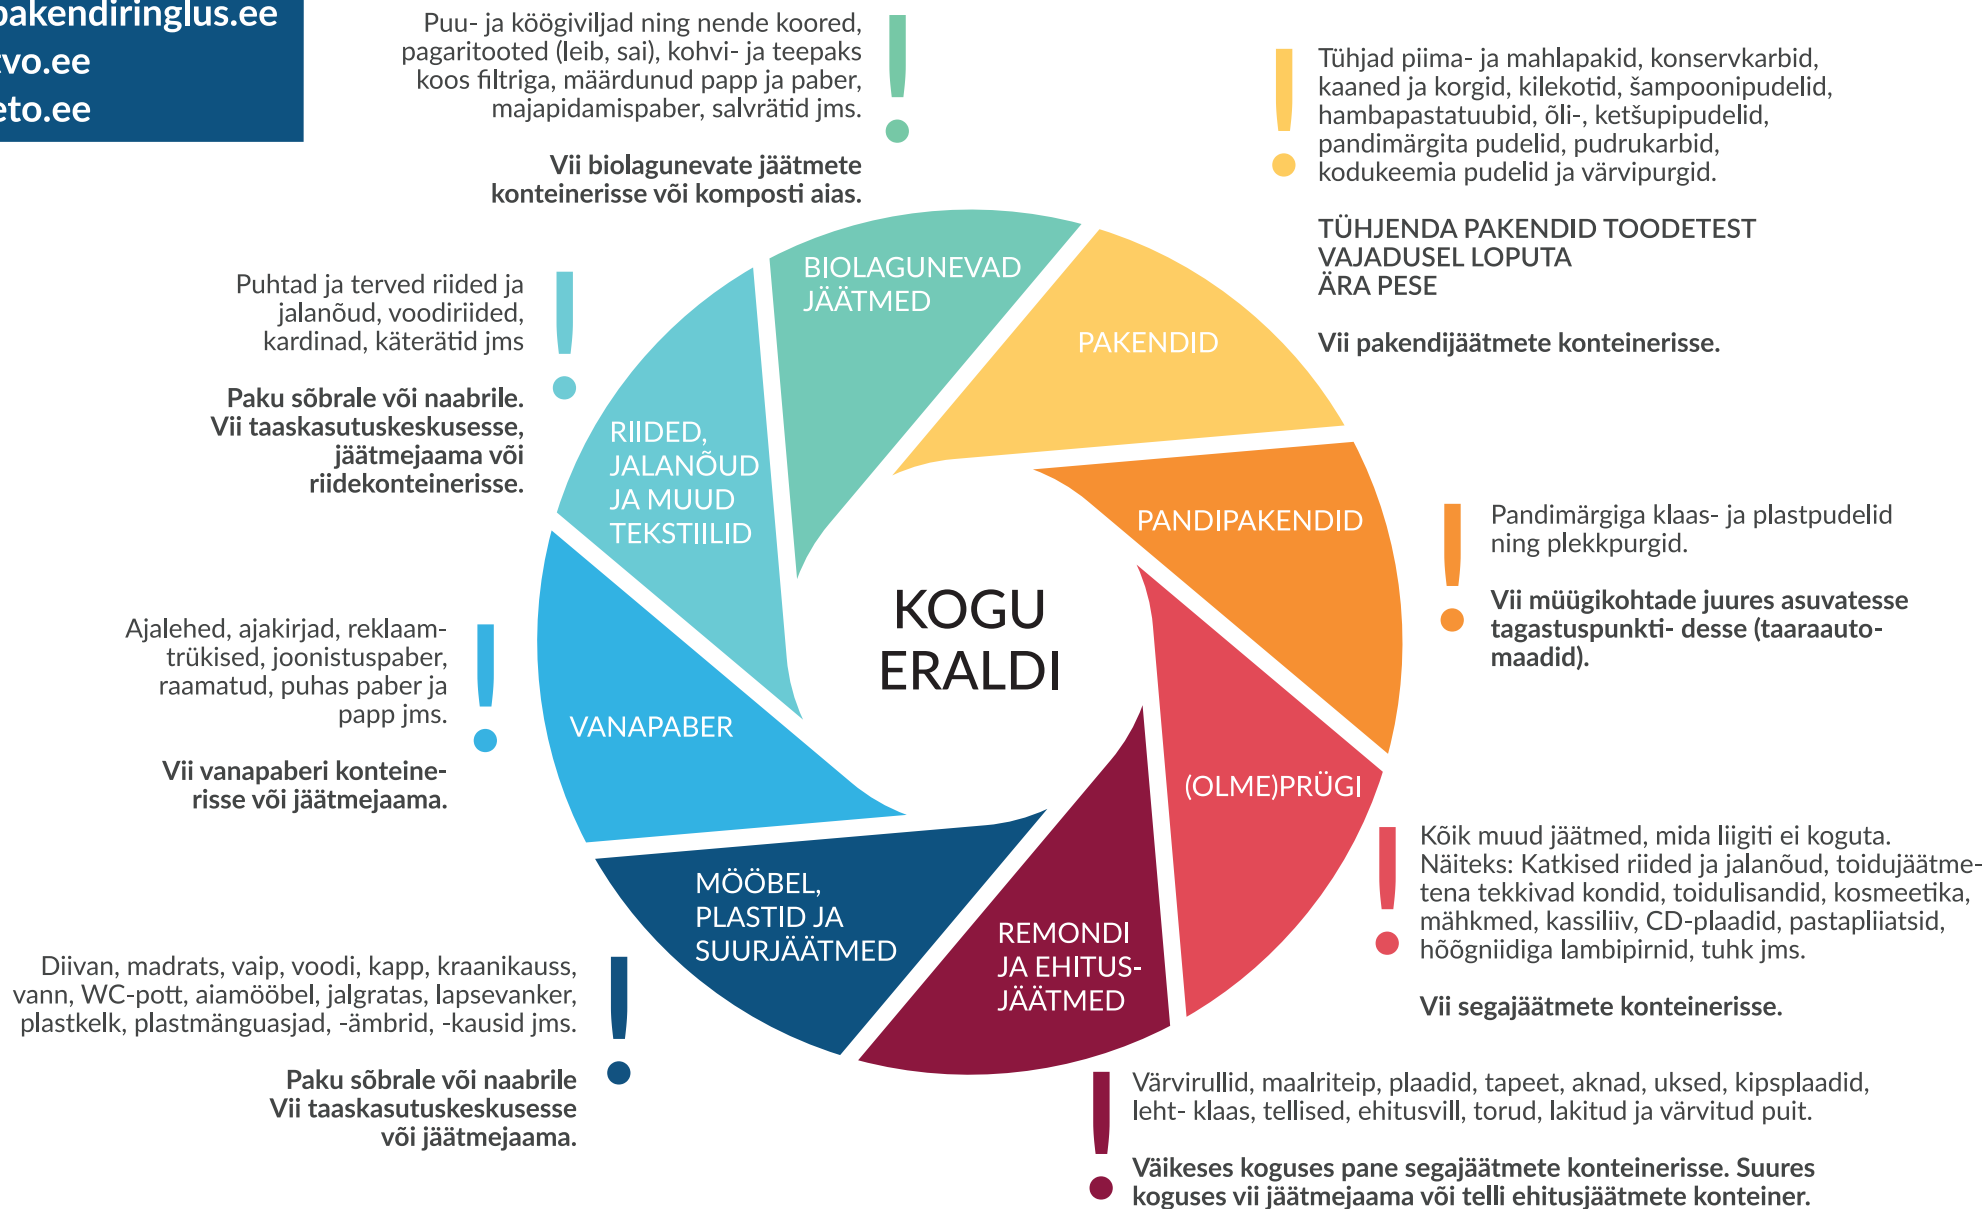 pakendiringlus.ee
tvo.ee
eto.ee
Puu- ja köögiviljad ning nende koored,
pagaritooted (leib, sai), kohvi- ja teepaks
koos filtriga, määrdunud papp ja paber,
majapidamispaber, salvrätid jms.
Vii biolagunevate jäätmete
konteinerisse või komposti aias.
Tühjad piima- ja mahlapakid, konservkarbid,
kaaned ja korgid, kilekotid, šampoonipudelid,
hambapastatuubid, õli-, ketšupipudelid,
pandimärgita pudelid, pudrukarbid,
kodukeemia pudelid ja värvipurgid.
TÜHJENDA PAKENDID TOODETEST
VAJADUSEL LOPUTA
ÄRA PESE
Vii pakendijäätmete konteinerisse.
Puhtad ja terved riided ja
jalanõud, voodiriided,
kardinad, käterätid jms
Paku sõbrale või naabrile.
Vii taaskasutuskeskusesse,
jäätmejaama või
riidekonteinerisse.
BIOLAGUNEVAD
JÄÄTMED
PAKENDID
RIIDED,
JALANÕUD
JA MUUD
TEKSTIILID
PANDIPAKENDID
Pandimärgiga klaas- ja plastpudelid
ning plekkpurgid.
Vii müügikohtade juures asuvatesse
tagastuspunkti- desse (taaraauto-
maadid).
KOGU
ERALDI
Ajalehed, ajakirjad, reklaam-
trükised, joonistuspaber,
raamatud, puhas paber ja
papp jms.
Vii vanapaberi konteine-
risse või jäätmejaama.
VANAPABER
(OLME)PRÜGI
Kõik muud jäätmed, mida liigiti ei koguta.
Näiteks: Katkised riided ja jalanõud, toidujäätme-
tena tekkivad kondid, toidulisandid, kosmeetika,
mähkmed, kassiliiv, CD-plaadid, pastapliiatsid,
hõõgniidiga lambipirnid, tuhk jms.
Vii segajäätmete konteinerisse.
MÖÖBEL,
PLASTID JA
SUURJÄÄTMED
REMONDI
JA EHITUS-
JÄÄTMED
Diivan, madrats, vaip, voodi, kapp, kraanikauss,
vann, WC-pott, aiamööbel, jalgratas, lapsevanker,
plastkelk, plastmänguasjad, -ämbrid, -kausid jms.
Paku sõbrale või naabrile
Vii taaskasutuskeskusesse
või jäätmejaama.
Värvirullid, maalriteip, plaadid, tapeet, aknad, uksed, kipsplaadid,
leht- klaas, tellised, ehitusvill, torud, lakitud ja värvitud puit.
Väikeses koguses pane segajäätmete konteinerisse. Suures
koguses vii jäätmejaama või telli ehitusjäätmete konteiner.